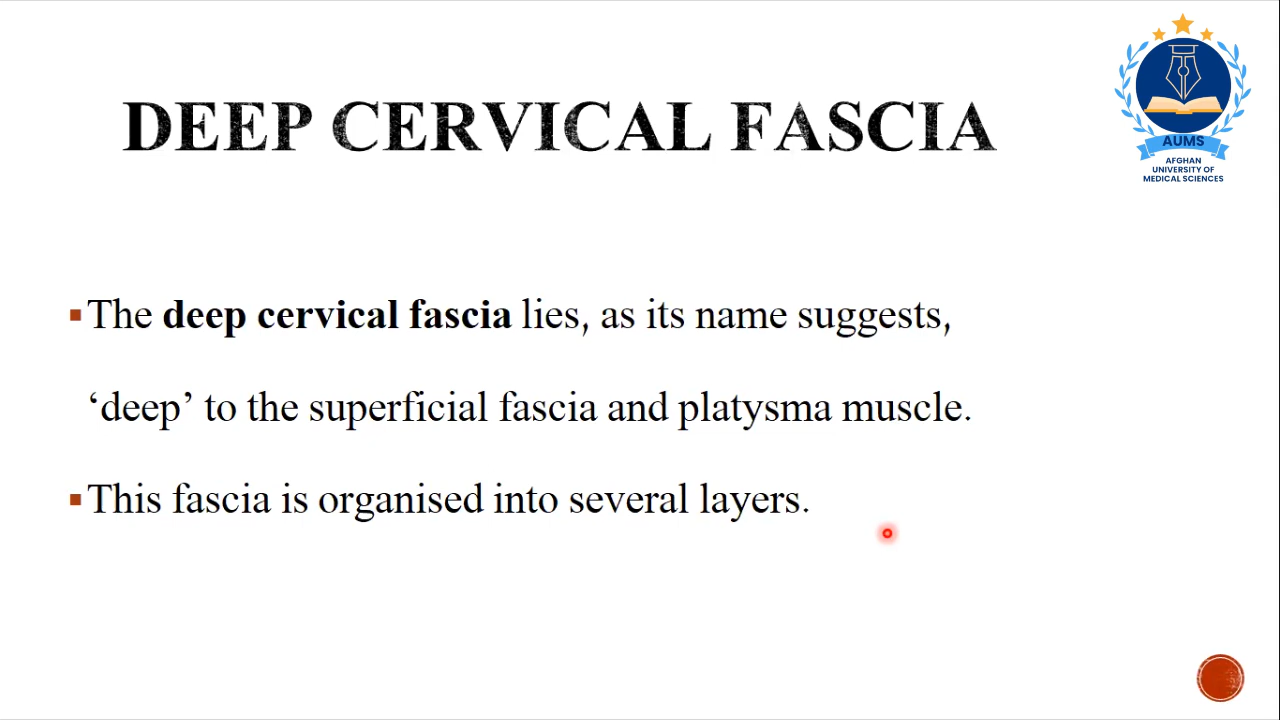 DEEP CERVICAL FASCIA
AUMS
AFGHAN
UNIVERSITY OF
MEDICAL SCIENCES
▪The deep cervical fascia lies, as its name suggests,
‘deep’ to the superficial fascia and platysma muscle.
▪This fascia is organised into several layers.